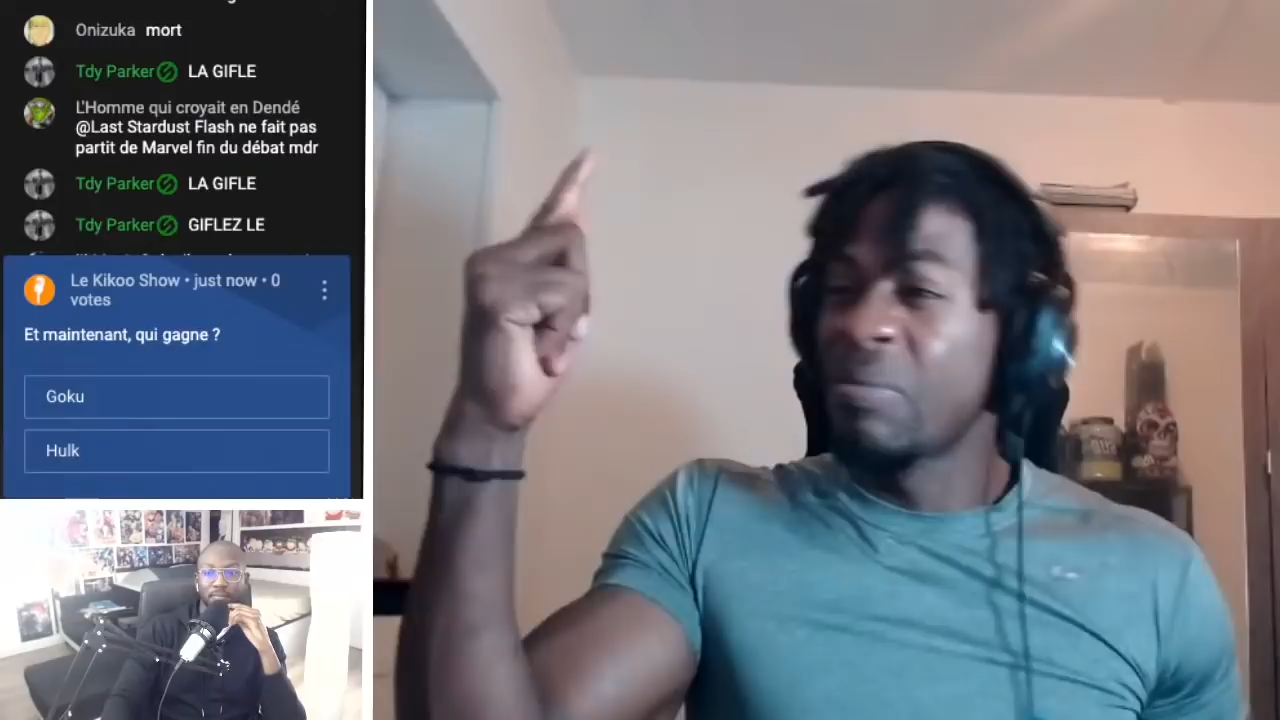 Onizuka mort
Tdy Parker LA GIFLE
L'Homme qui croyait en Dendé
@Last Stardust Flash ne fait pas
partit de Marvel fin du débat mdr
Tdy Parker LA GIFLE
Tdy Parker GIFLEZ LE
Le Kikoo Show • just now • 0
votes
Et maintenant, qui gagne ?
Goku
Hulk